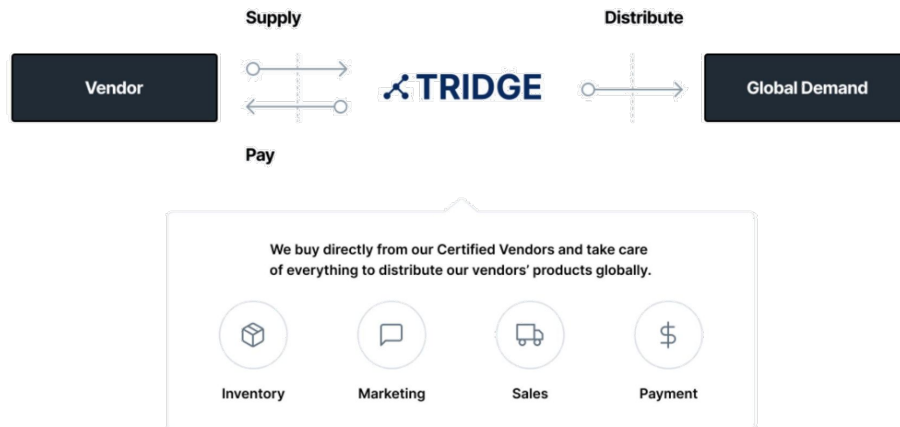 Supply
Distribute
Vendor
TRIDGE
Global Demand
Pay
We buy directly from our Certified Vendors and take care
of everything to distribute our vendors’ products globally.
Inventory
Marketing
Sales
Payment